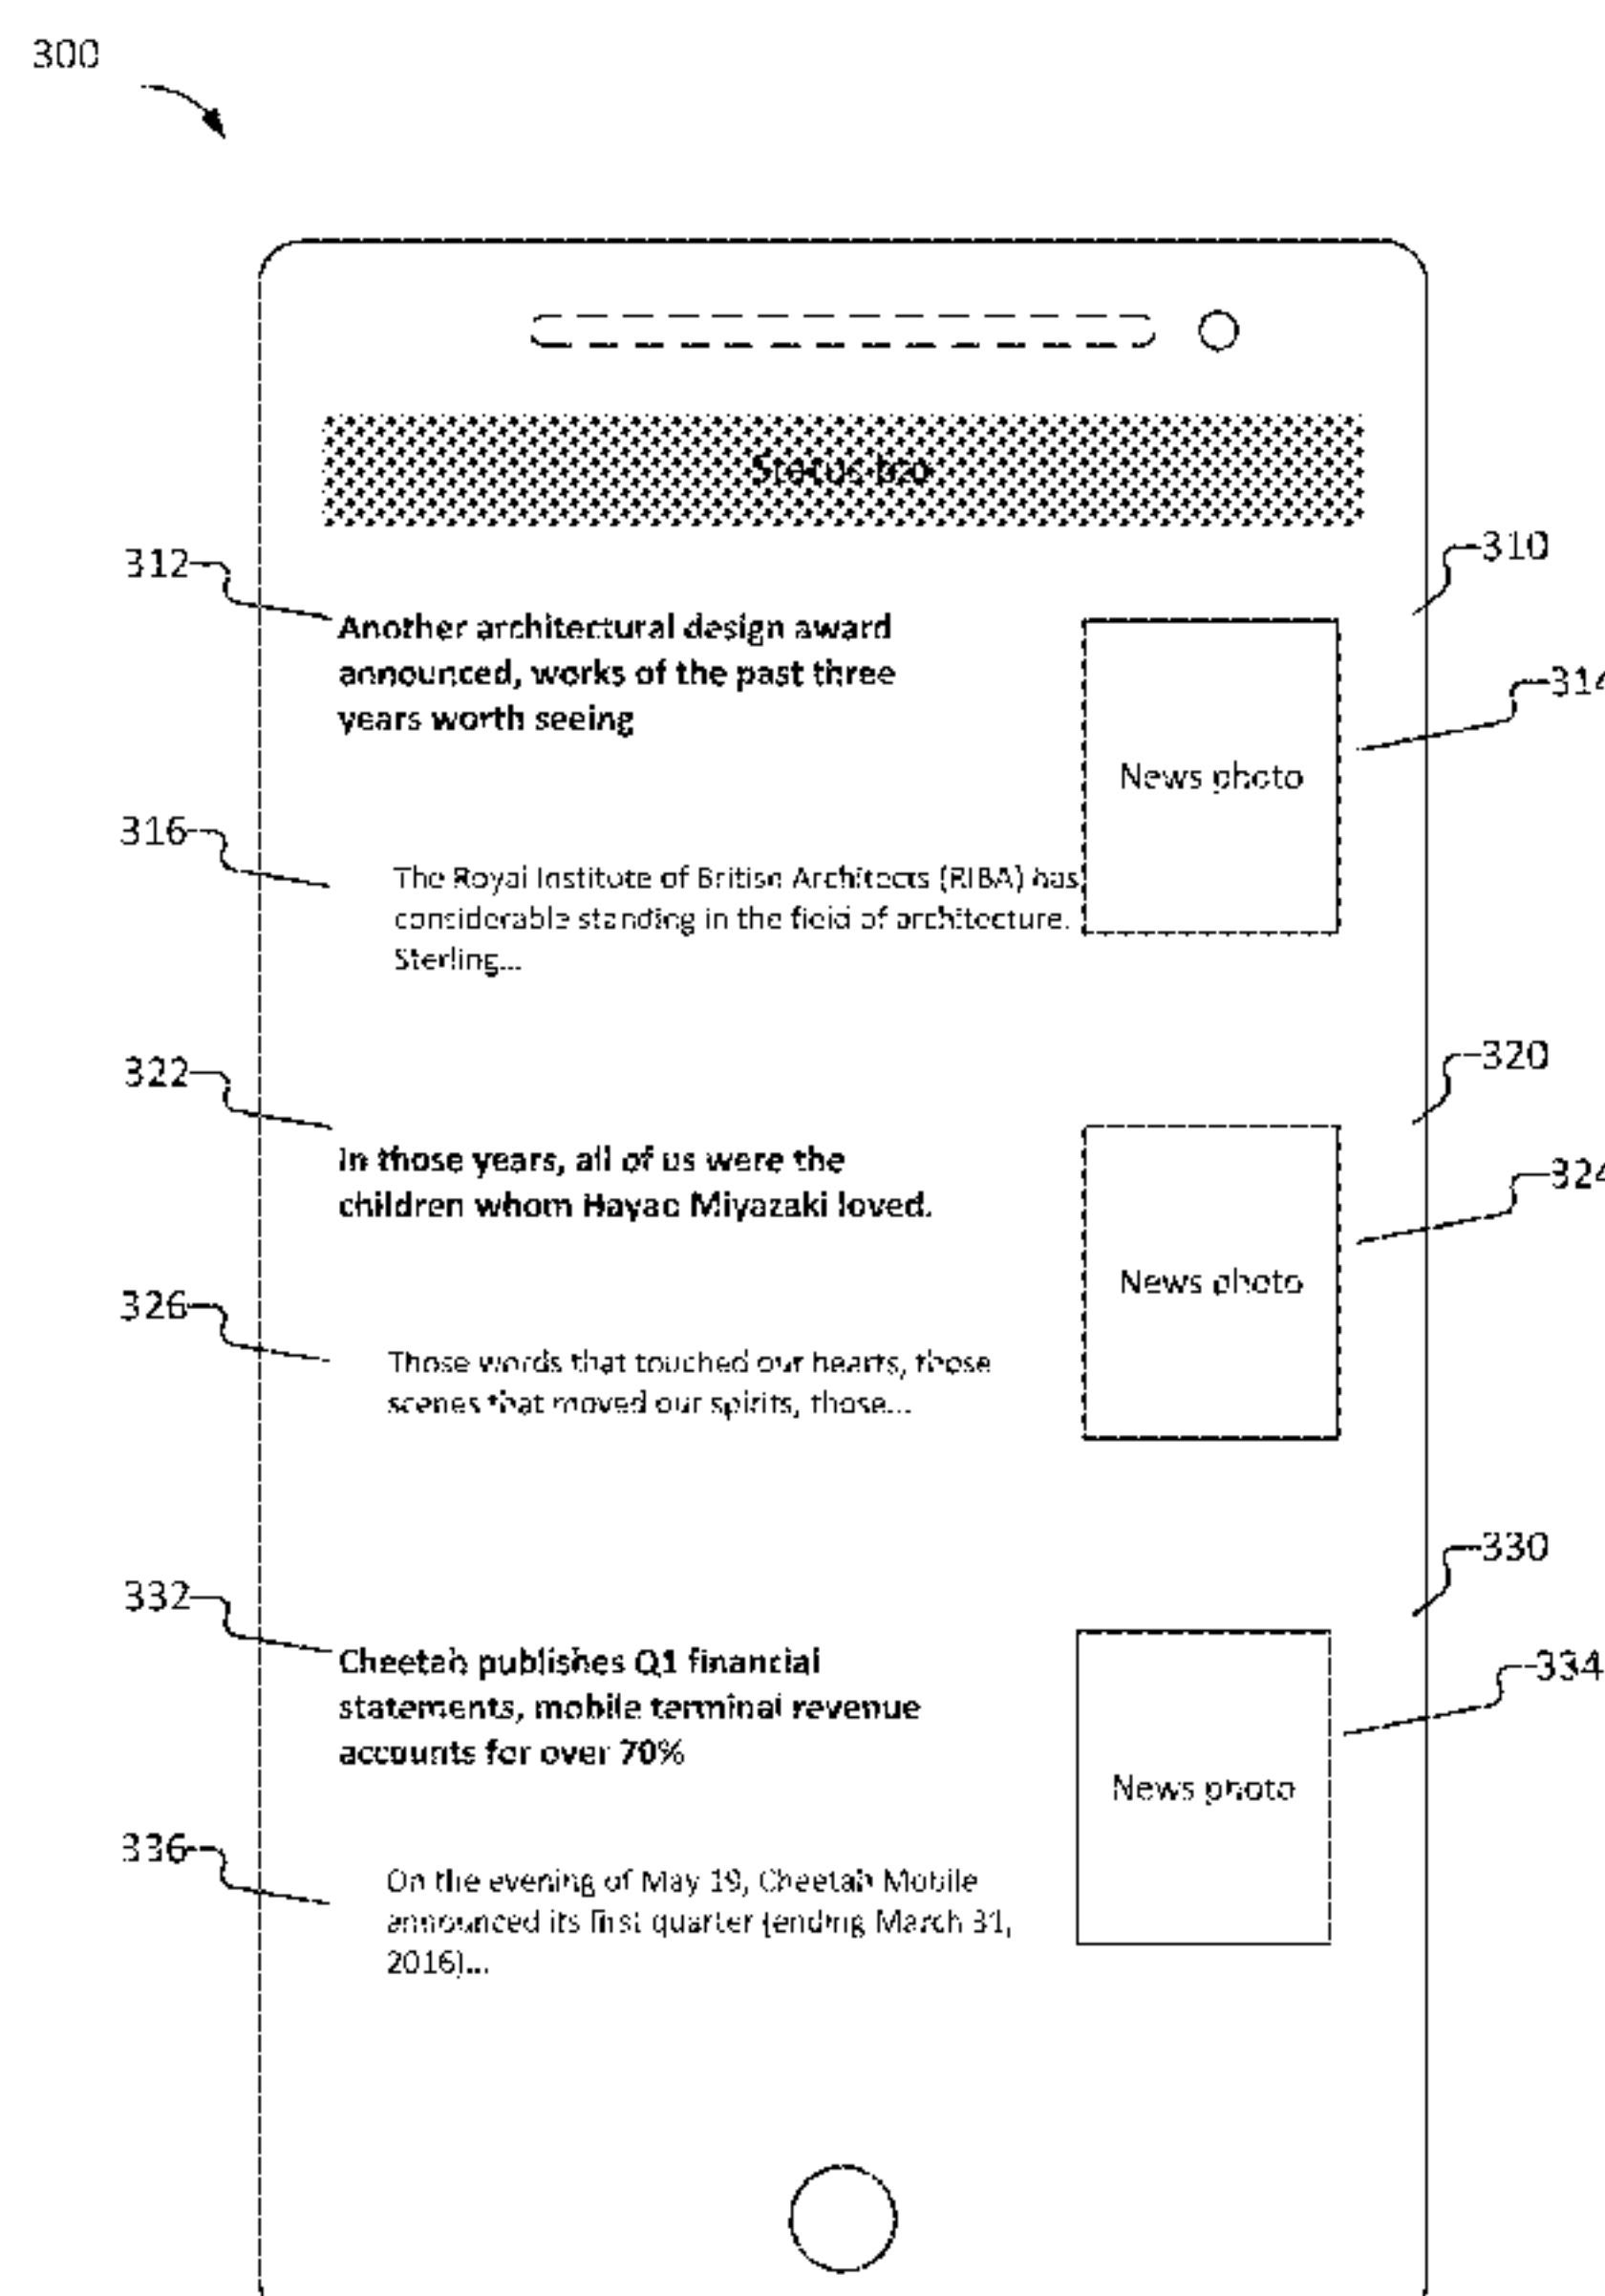 300
Status
312
310
Another architectural design award
announced, works of the past three
years worth seeing
314
News photo
316
The Royal Institute of British Architects (RIBA) has
considerable standing in the field of architecture.
Sterling...
322
320
In those years, all of us were the
children whom Hayao Miyazaki loved.
324
News photo
326
Those words that touched our hearts, those
scenes that moved our spirits, those...
332
330
Cheetah publishes Q1 financial
statements, mobile terminal revenue
accounts for over 70%
334
News photo
336
On the evening of May 19, Cheetah Mobile
announced its first quarter (ending March 31,
2016)...